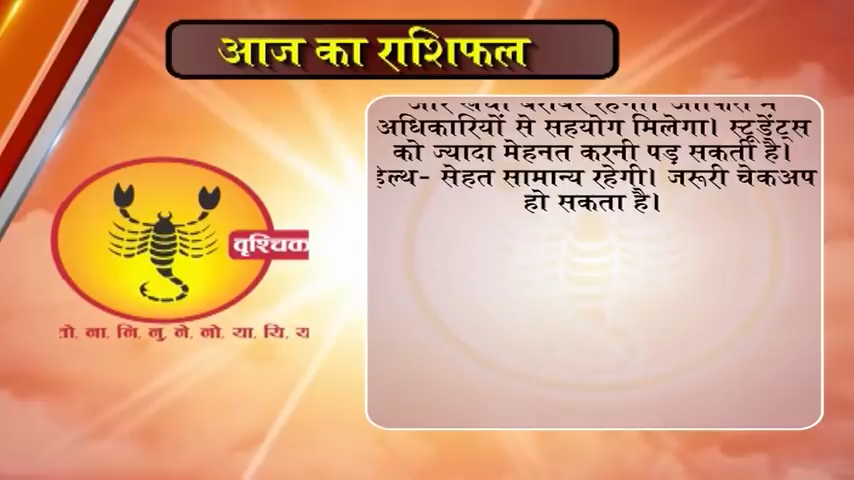 आज का राशिफल
अधिकारियों से सहयोग मिलेगा। स्टूडेंट्स
को ज्यादा मेहनत करनी पड़ सकती है।
सेहत सामान्य रहेगी। जरूरी चेकअप
हो सकता है।
वृश्चिक
ना, नि, नु, ने, नो, या, यि,